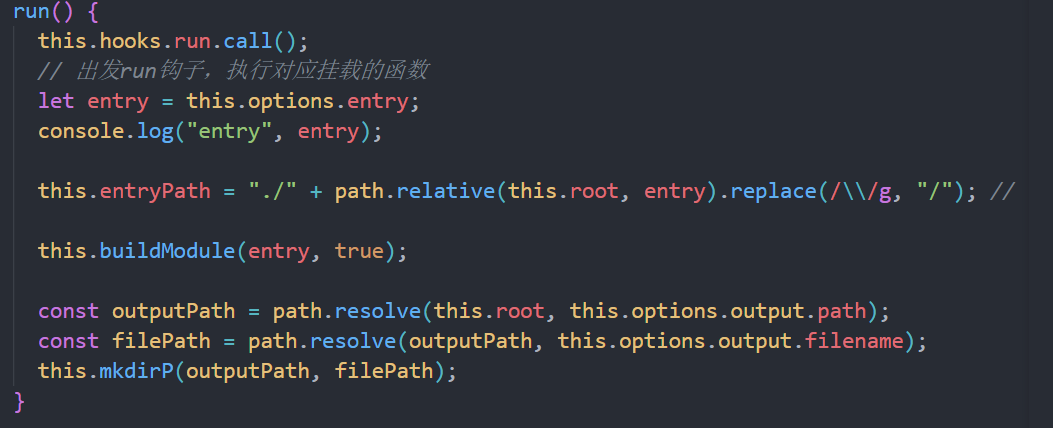 run() {
this.hooks.run.call();
// 出发run钩子，执行对应挂载的函数
let entry = this.options.entry;
console.log("entry", entry);
this.entryPath = "./" + path.relative(this.root, entry).replace(/\\/g, "/"); //
this.buildModule(entry, true);
const outputPath = path.resolve(this.root, this.options.output.path);
const filePath = path.resolve(outputPath, this.options.output.filename);
this.mkdirP(outputPath, filePath);
}